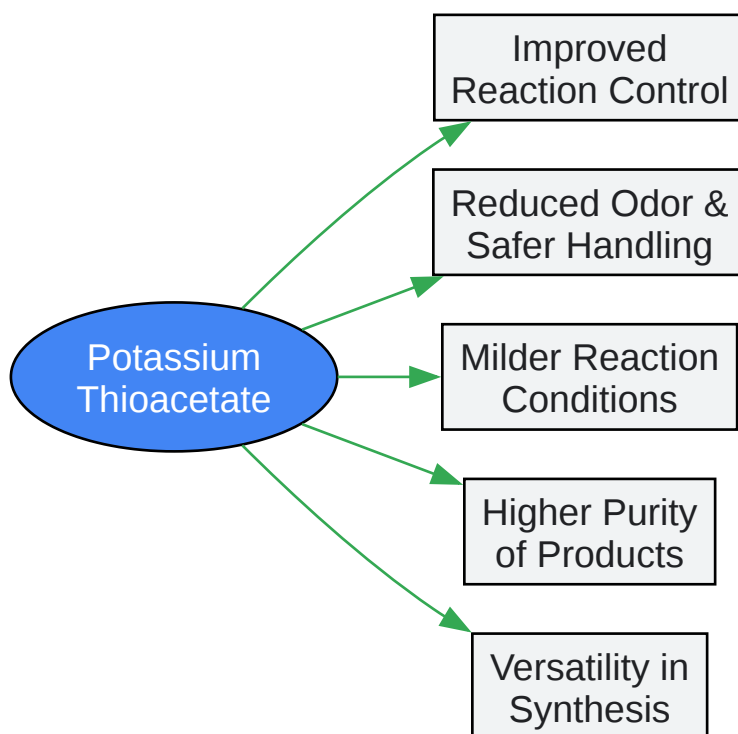 Improved
Reaction Control
Reduced Odor &
Safer Handling
Potassium
Thioacetate
Milder Reaction
Conditions
Higher Purity
of Products
Versatility in
Synthesis